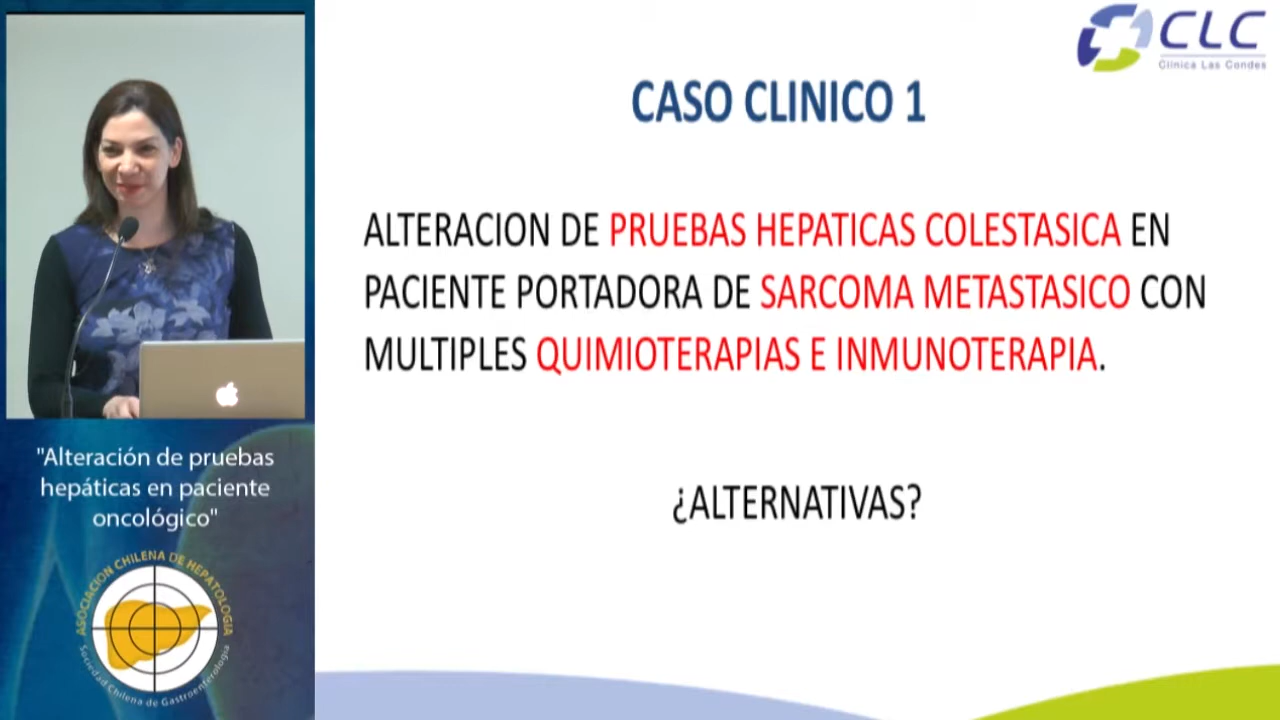 CLC
Clínica Las Condes
CASO CLINICO 1
ALTERACION DE PRUEBAS HEPATICAS COLESTASICA EN
PACIENTE PORTADORA DE SARCOMA METASTASICO CON
MULTIPLES QUIMIOTERAPIAS E INMUNOTERAPIA.
¿ALTERNATIVAS?
"Alteración de pruebas
hepáticas en paciente
oncológico"
ASOCIACION CHILENA DE HEPATOLOGIA
Sociedad Chilena de Gastroenterología